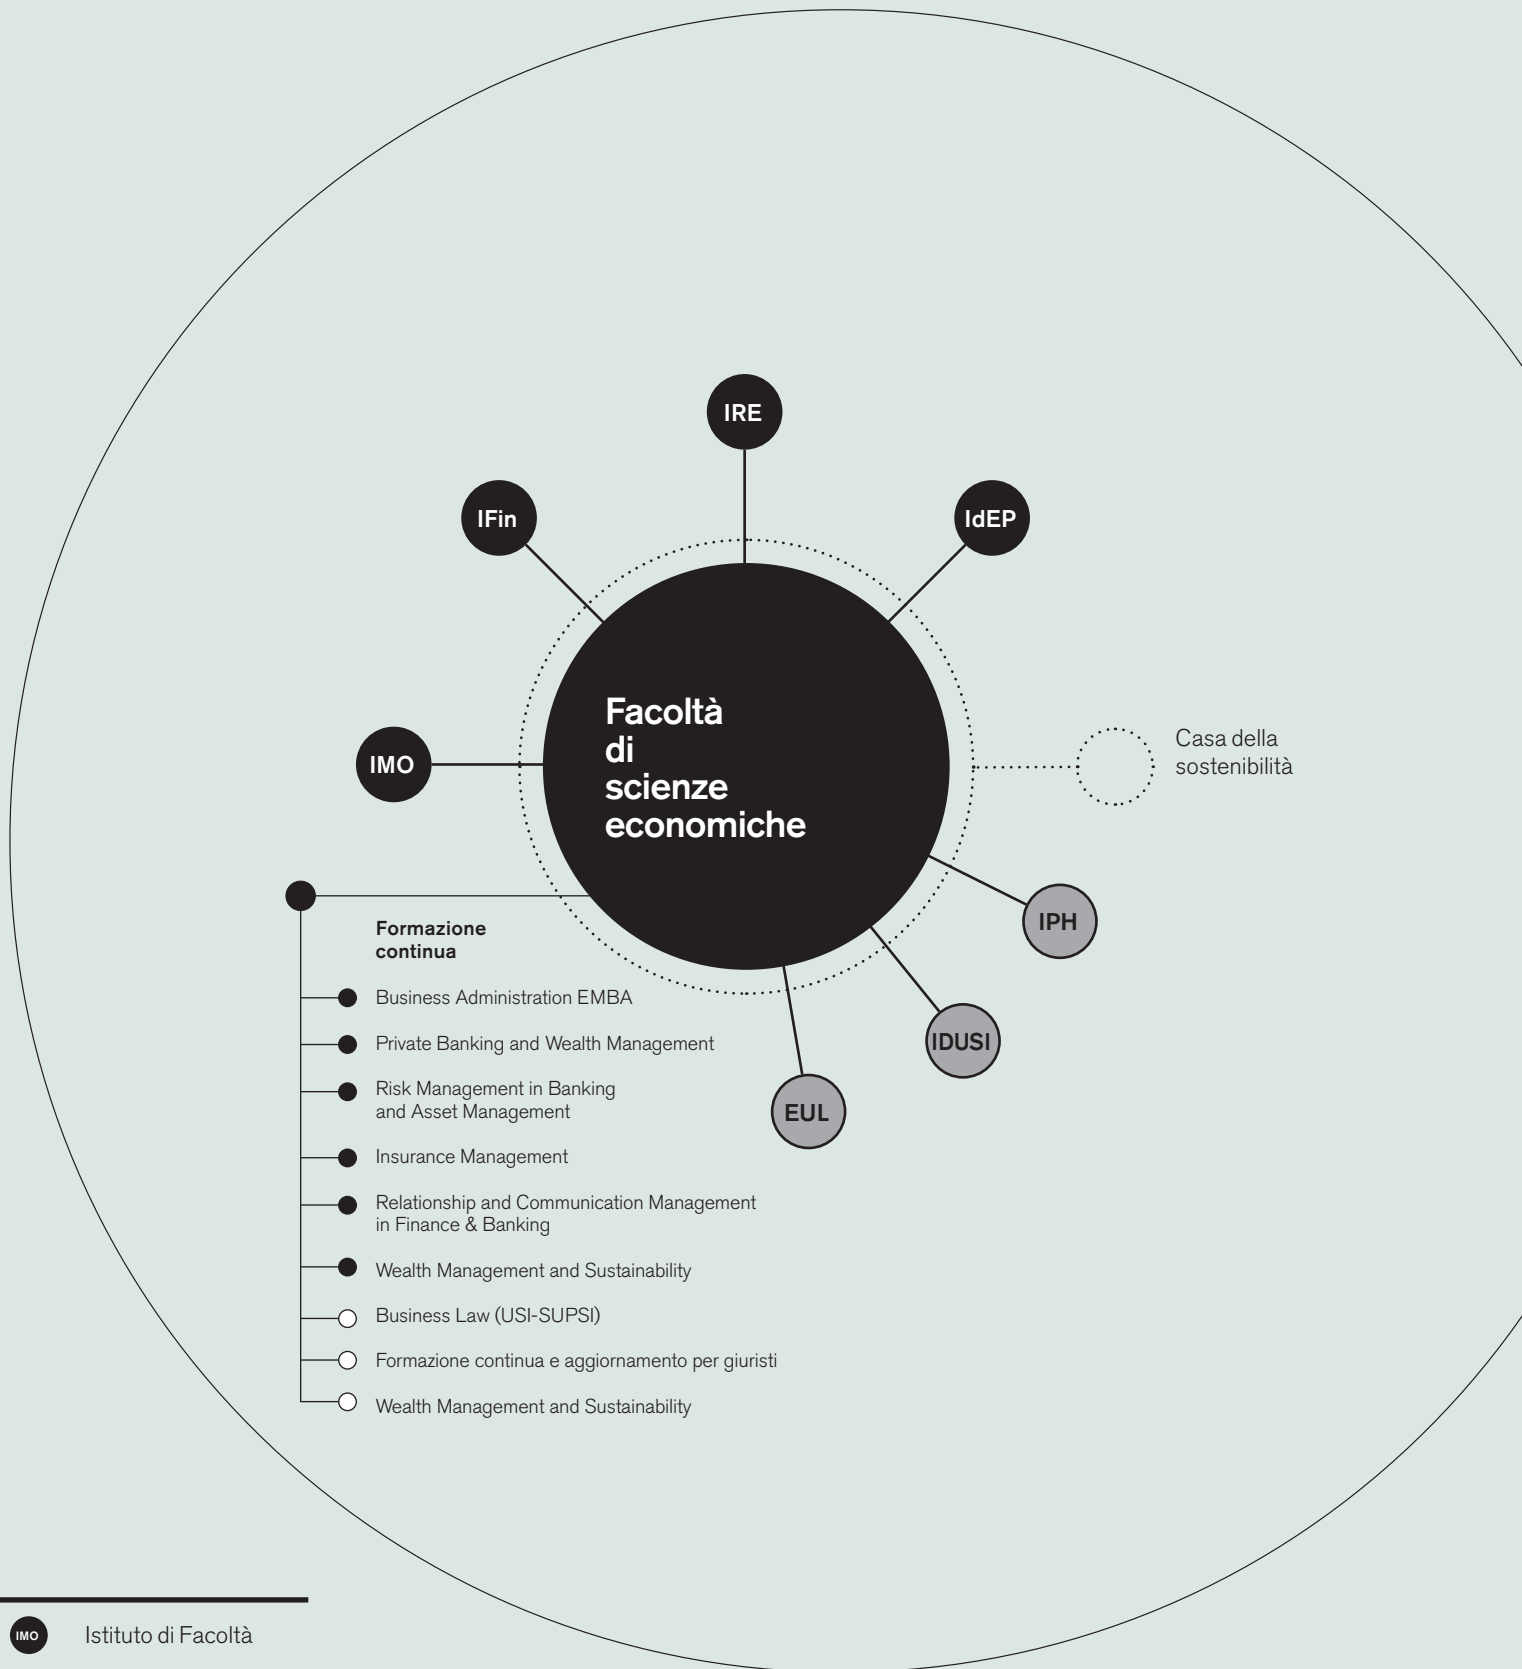 IRE
IFin
IdEP
Facoltà
di
scienze
economiche
IMO
Casa della
sostenibilità
IPH
IDUSI
EUL
Formazione
continua
Business Administration EMBA
Private Banking and Wealth Management
Risk Management in Banking
and Asset Management
Insurance Management
Relationship and Communication Management
in Finance & Banking
Wealth Management and Sustainability
Business Law (USI-SUPSI)
Formazione continua e aggiornamento per giuristi
Wealth Management and Sustainability
IMO Istituto di Facoltà